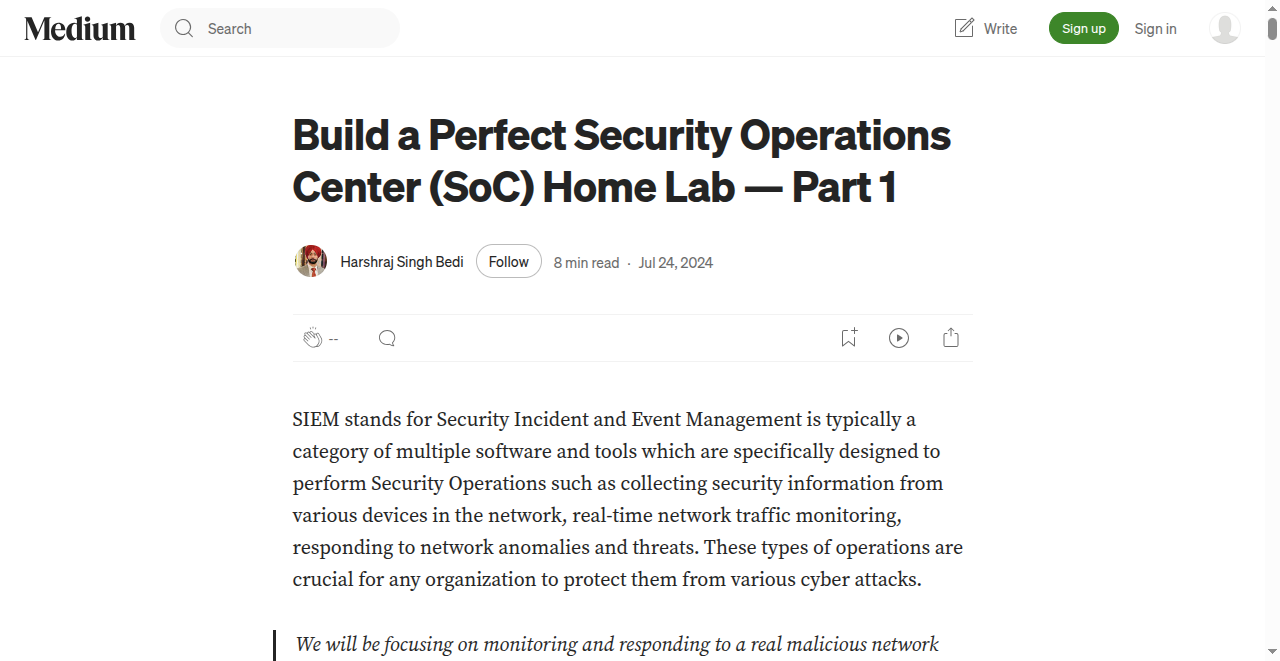 Medium
Search
Write
Sign up
Sign in
Build a Perfect Security Operations
Center (SoC) Home Lab — Part 1
Harshraj Singh Bedi
Follow
8 min read · Jul 24, 2024
--
SIEM stands for Security Incident and Event Management is typically a
category of multiple software and tools which are specifically designed to
perform Security Operations such as collecting security information from
various devices in the network, real-time network traffic monitoring,
responding to network anomalies and threats. These types of operations are
crucial for any organization to protect them from various cyber attacks.
We will be focusing on monitoring and responding to a real malicious network